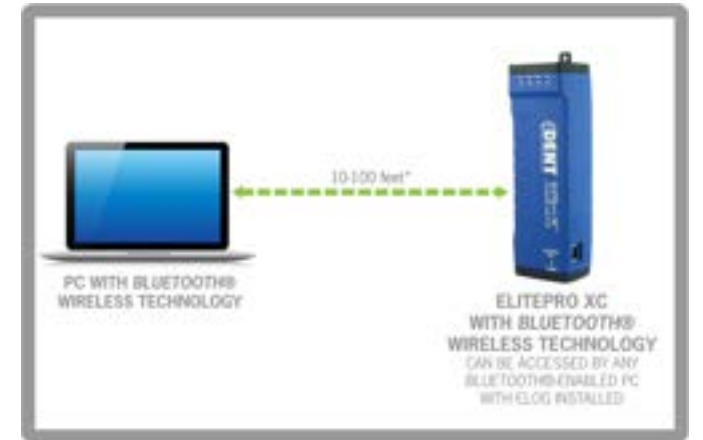 10-100 feet*
DENT
PC WITH BLUETOOTH®
WIRELESS TECHNOLOGY
ELITEPRO XC
WITH BLUETOOTH®
WIRELESS TECHNOLOGY
CAN BE ACCESSED BY ANY
BLUETOOTH®-ENABLED PC
WITH ELOG INSTALLED